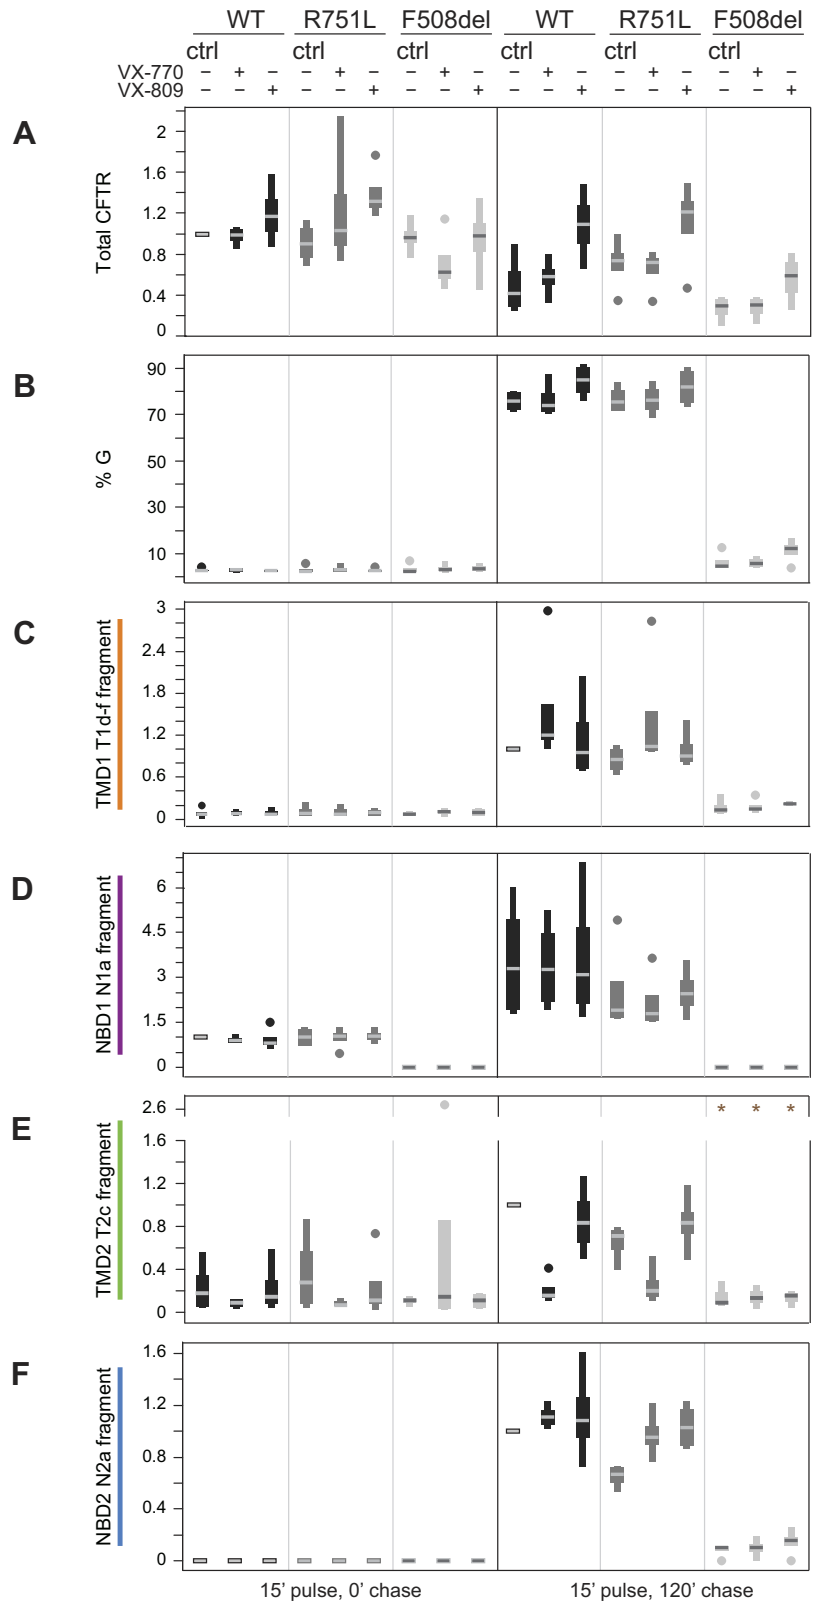 WT R751L F508del WT R751L F508del
ctrl ctrl ctrl ctrl ctrl ctrl
VX-770 − + − − + − − + − − + − − + − − + −
VX-809 − − + − − + − − + − − + − − + − − +
A
Total CFTR
2
1.6
1.2
0.8
0.4
0
B
% G
90
70
50
30
10
C
TMD1 T1d-f fragment
3
2.4
1.8
1.2
0.6
0
D
NBD1 N1a fragment
6
4.5
3
1.5
0
E
TMD2 T2c fragment
2.6
* * *
1.6
1.2
0.8
0.4
0
F
NBD2 N2a fragment
1.6
1.2
0.8
0.4
0
15' pulse, 0' chase 15' pulse, 120' chase